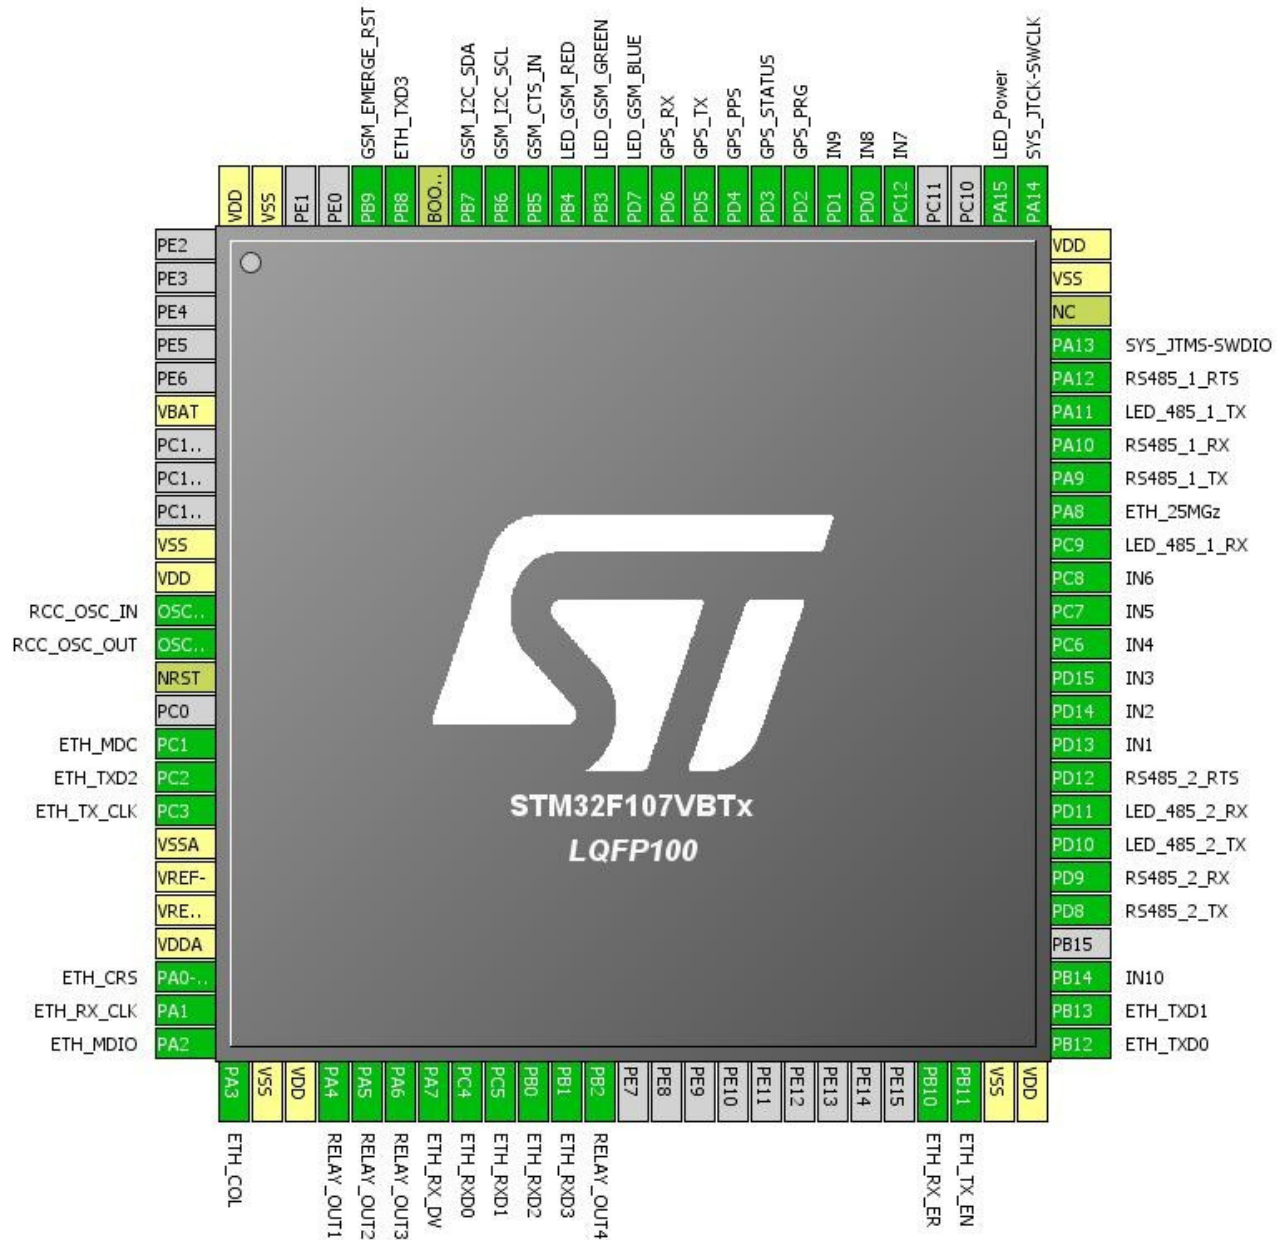 GSM_EMERGE_RST
ETH_TXD3
GSM_I2C_SDA
GSM_I2C_SCL
GSM_CTS_IN
LED_GSM_RED
LED_GSM_GREEN
LED_GSM_BLUE
GPS_RX
GPS_TX
GPS_PPS
GPS_STATUS
GPS_PRG
IN9
IN8
IN7
LED_Power
SYS_JTCK-SWCLK
VDD
VSS
PE1
PE0
PB9
PB8
BOO..
PB7
PB6
PB5
PB4
PB3
PD7
PD6
PD5
PD4
PD3
PD2
PD1
PD0
PC12
PC11
PC10
PA15
PA14
PE2
PE3
PE4
PE5
PE6
VBAT
PC1..
PC1..
PC1..
VSS
VDD
RCC_OSC_IN OSC..
RCC_OSC_OUT OSC..
NRST
PC0
ETH_MDC PC1
ETH_TXD2 PC2
ETH_TX_CLK PC3
VSSA
VREF-
VRE..
VDDA
ETH_CRS PA0-..
ETH_RX_CLK PA1
ETH_MDIO PA2
ST
STM32F107VBTx
LQFP100
VDD
VSS
NC
PA13 SYS_JTMS-SWDIO
PA12 RS485_1_RTS
PA11 LED_485_1_TX
PA10 RS485_1_RX
PA9 RS485_1_TX
PA8 ETH_25MGz
PC9 LED_485_1_RX
PC8 IN6
PC7 IN5
PC6 IN4
PD15 IN3
PD14 IN2
PD13 IN1
PD12 RS485_2_RTS
PD11 LED_485_2_RX
PD10 LED_485_2_TX
PD9 RS485_2_RX
PD8 RS485_2_TX
PB15
PB14 IN10
PB13 ETH_TXD1
PB12 ETH_TXD0
PA3
VSS
VDD
PA4
PA5
PA6
PA7
PC4
PC5
PB0
PB1
PB2
PE7
PE8
PE9
PE10
PE11
PE12
PE13
PE14
PE15
PB10
PB11
VSS
VDD
ETH_COL
RELAY_OUT1
RELAY_OUT2
RELAY_OUT3
ETH_RX_DV
ETH_RXD0
ETH_RXD1
ETH_RXD2
ETH_RXD3
RELAY_OUT4
ETH_RX_ER
ETH_TX_EN